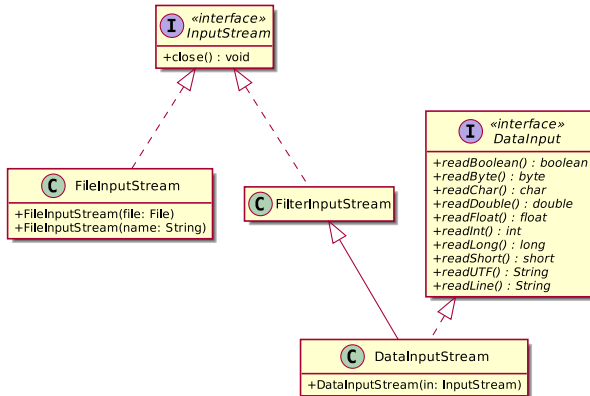 I
«interface»
InputStream
+close() : void
I
«interface»
DataInput
+readBoolean() : boolean
+readByte() : byte
+readChar() : char
+readDouble() : double
+readFloat() : float
+readInt() : int
+readLong() : long
+readShort() : short
+readUTF() : String
+readLine() : String
C FileInputStream
+FileInputStream(file: File)
+FileInputStream(name: String)
C FilterInputStream
C DataInputStream
+DataInputStream(in: InputStream)